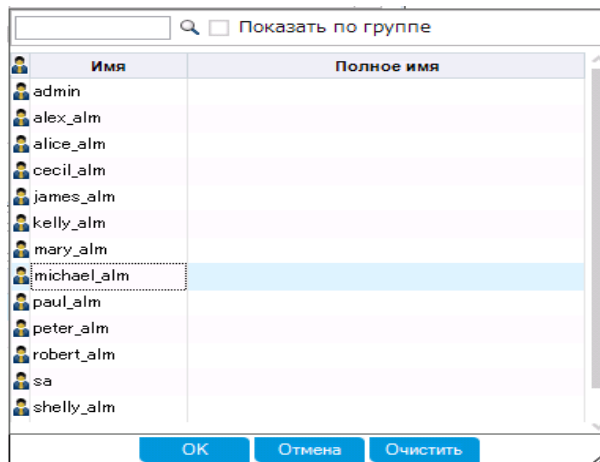 Показать по группе
Имя Полное имя
admin
alex_alm
alice_alm
cecil_alm
james_alm
kelly_alm
mary_alm
michael_alm
paul_alm
peter_alm
robert_alm
sa
shelly_alm
OK Отмена Очистить